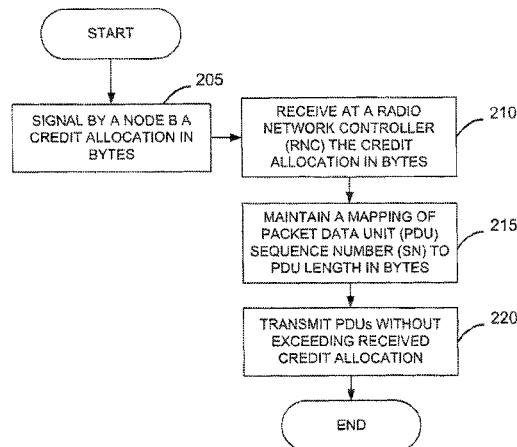 START
205
SIGNAL BY A NODE B A
CREDIT ALLOCATION IN
BYTES
RECEIVE AT A RADIO
NETWORK CONTROLLER
(RNC) THE CREDIT
ALLOCATION IN BYTES
210
MAINTAIN A MAPPING OF
PACKET DATA UNIT (PDU)
SEQUENCE NUMBER (SN) TO
PDU LENGTH IN BYTES
215
TRANSMIT PDUs WITHOUT
EXCEEDING RECEIVED
CREDIT ALLOCATION
220
END